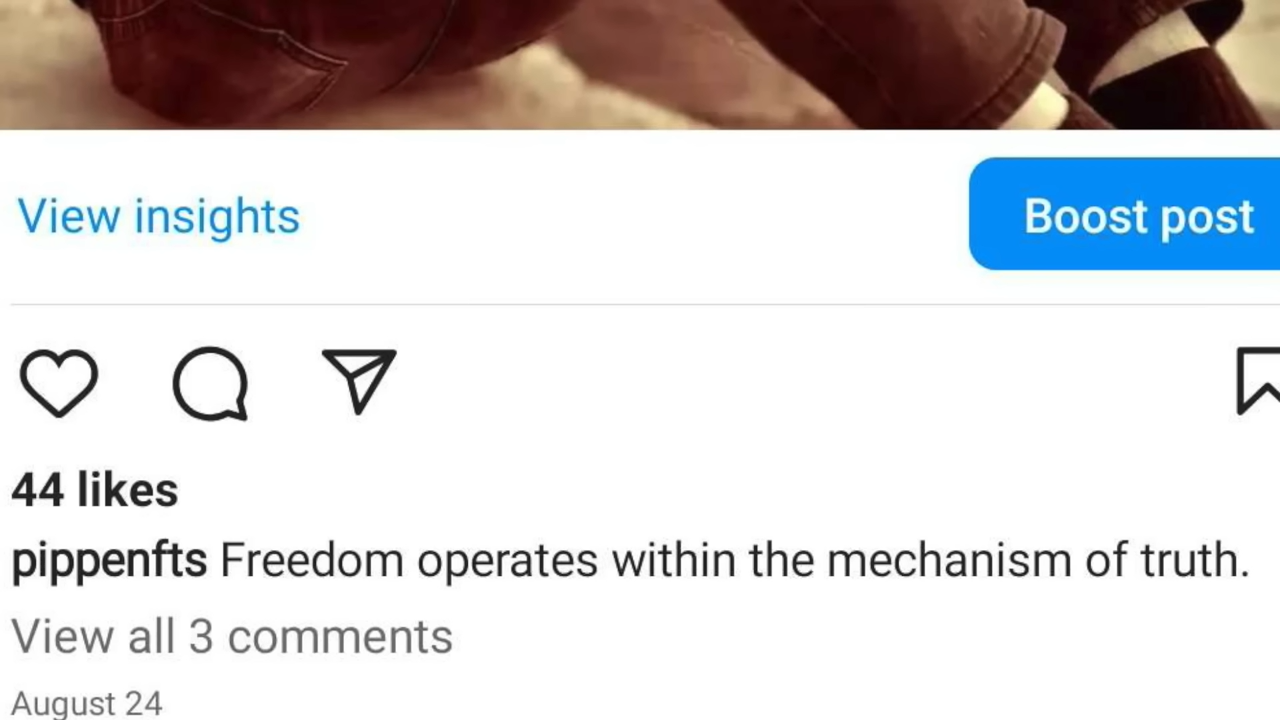 View insights
Boost post
44 likes
pippenfts Freedom operates within the mechanism of truth.
View all 3 comments
August 24